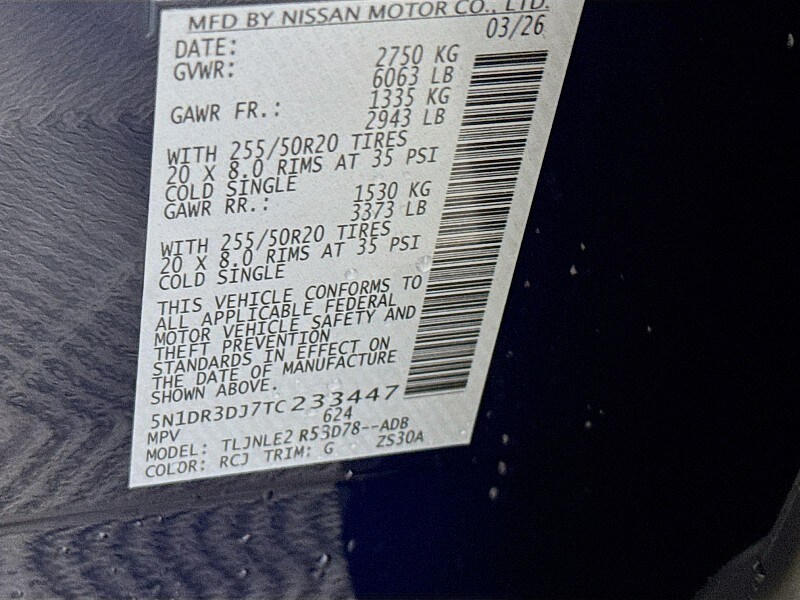 MFD BY NISSAN MOTOR CO., LTD.
DATE: 03/26
GVWR: 2750 KG
6063 LB
GAWR FR.: 1335 KG
2943 LB
WITH 255/50R20 TIRES
20 X 8.0 RIMS AT 35 PSI
COLD SINGLE
GAWR RR.: 1530 KG
3373 LB
WITH 255/50R20 TIRES
20 X 8.0 RIMS AT 35 PSI
COLD SINGLE
THIS VEHICLE CONFORMS TO
ALL APPLICABLE FEDERAL
MOTOR VEHICLE SAFETY AND
THEFT PREVENTION
STANDARDS IN EFFECT ON
THE DATE OF MANUFACTURE
SHOWN ABOVE.
5N1DR3DJ7TC233447
MPV 624
MODEL: TLJNLE2 R53D78--ADB
COLOR: RCJ TRIM: G ZS30A